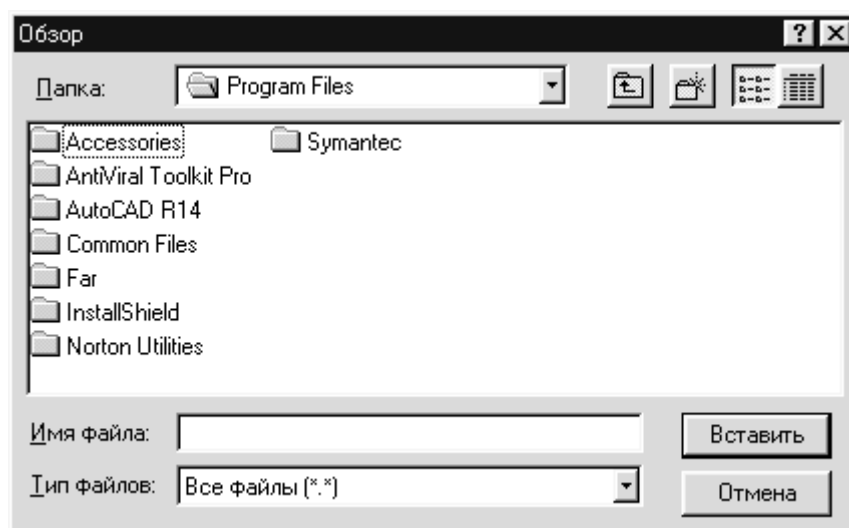 Обзор
Папка: Program Files
Accessories
AntiViral Toolkit Pro
AutoCAD R14
Common Files
Far
InstallShield
Norton Utilities
Symantec
Имя файла:
Вставить
Тип файлов: Все файлы (*.*)
Отмена